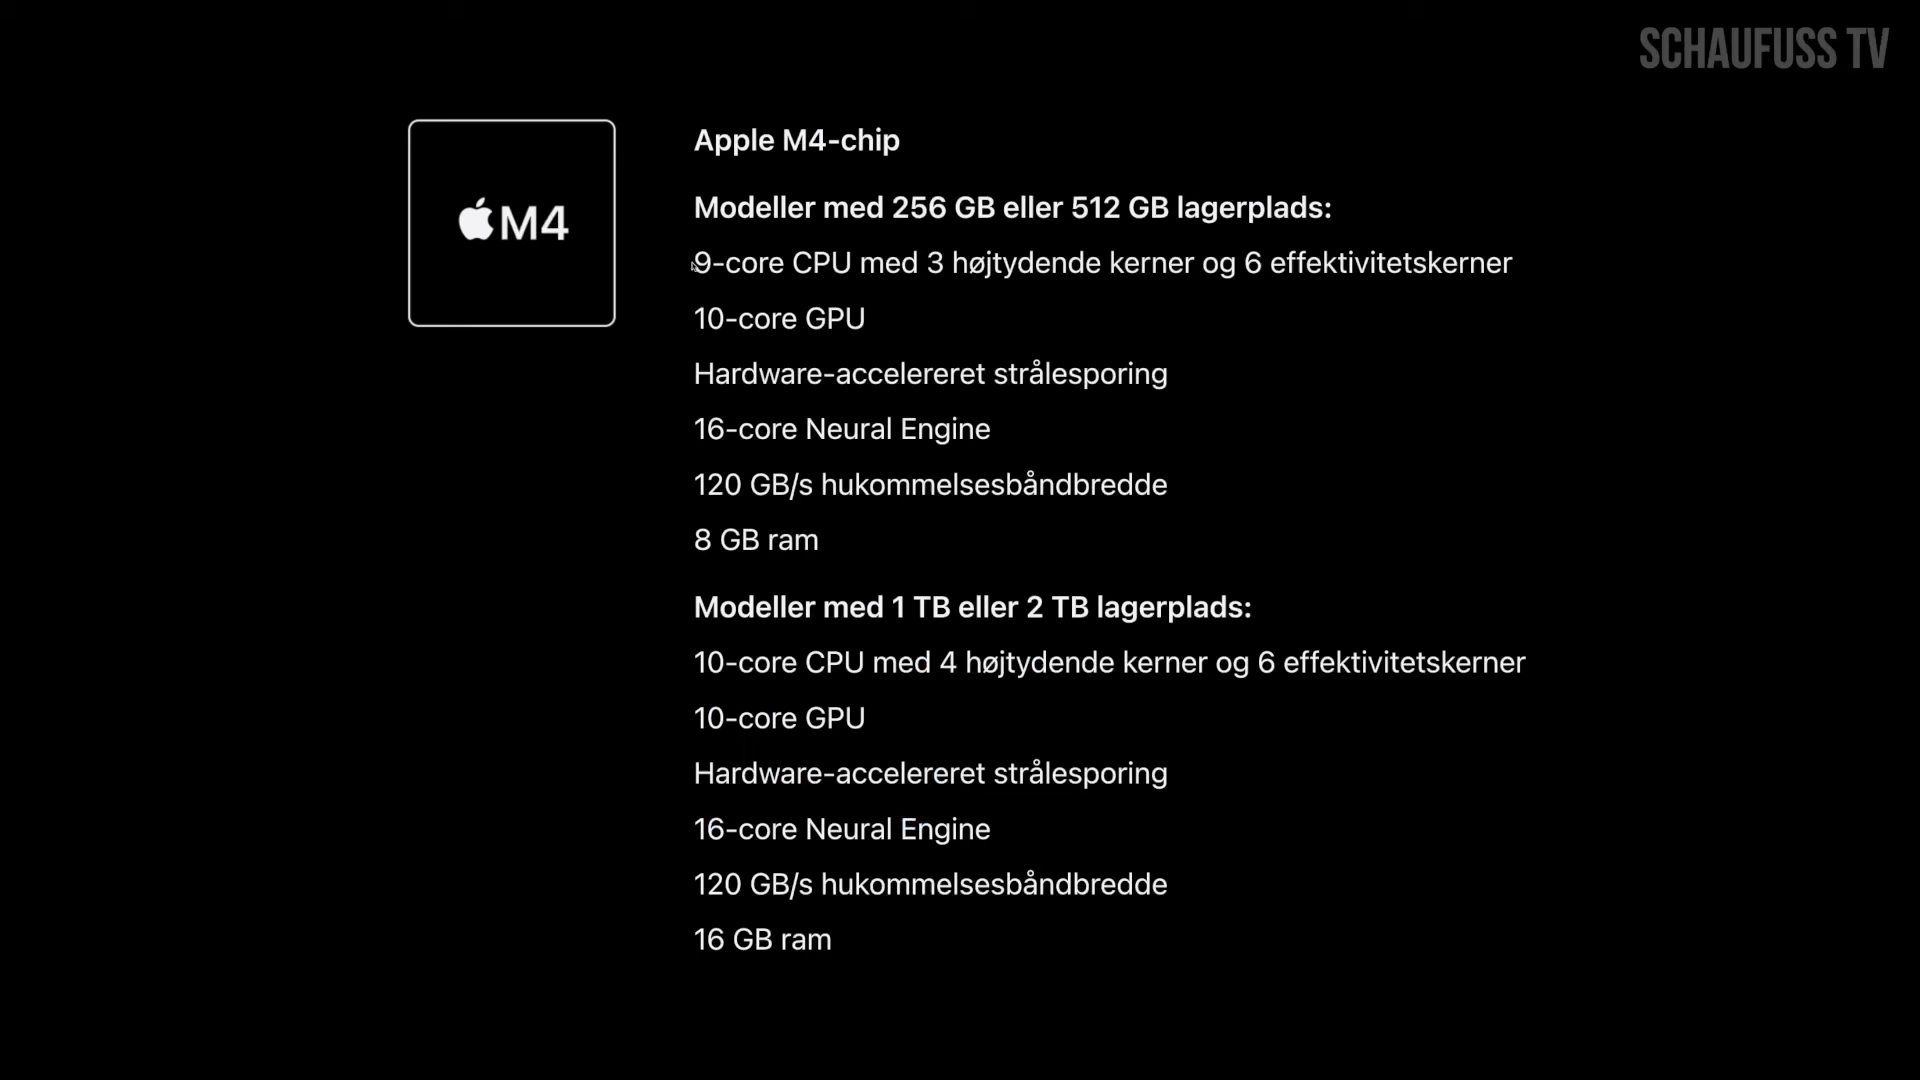 SCHAUFUSS TV
M4
Apple M4-chip
Modeller med 256 GB eller 512 GB lagerplads:
9-core CPU med 3 højtydende kerner og 6 effektivitetskerner
10-core GPU
Hardware-accelereret strålesporing
16-core Neural Engine
120 GB/s hukommelsesbåndbredde
8 GB ram
Modeller med 1 TB eller 2 TB lagerplads:
10-core CPU med 4 højtydende kerner og 6 effektivitetskerner
10-core GPU
Hardware-accelereret strålesporing
16-core Neural Engine
120 GB/s hukommelsesbåndbredde
16 GB ram